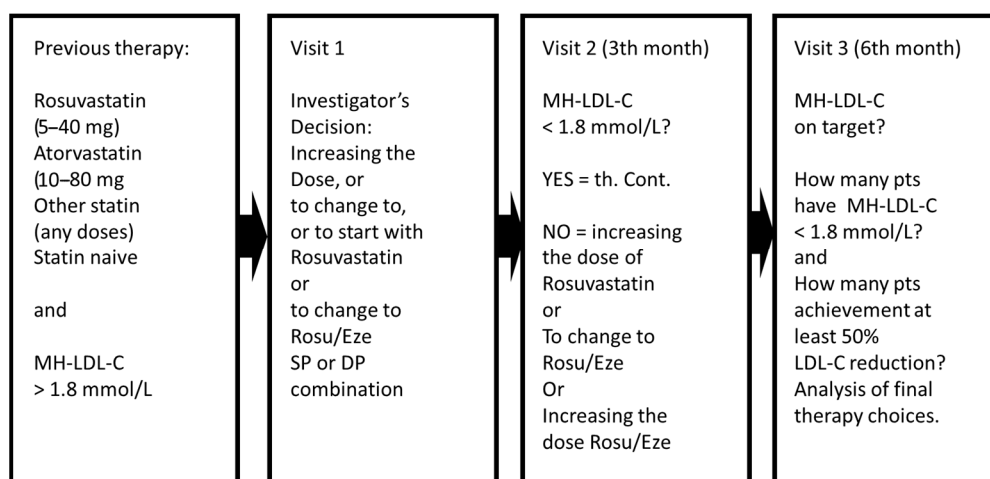 Previous therapy:
Rosuvastatin
(5–40 mg)
Atorvastatin
(10–80 mg
Other statin
(any doses)
Statin naive
and
MH-LDL-C
> 1.8 mmol/L
Visit 1
Investigator’s
Decision:
Increasing the
Dose, or
to change to,
or to start with
Rosuvastatin
or
to change to
Rosu/Eze
SP or DP
combination
Visit 2 (3th month)
MH-LDL-C
< 1.8 mmol/L?
YES = th. Cont.
NO = increasing
the dose of
Rosuvastatin
or
To change to
Rosu/Eze
Or
Increasing the
dose Rosu/Eze
Visit 3 (6th month)
MH-LDL-C
on target?
How many pts
have MH-LDL-C
< 1.8 mmol/L?
and
How many pts
achievement at
least 50%
LDL-C reduction?
Analysis of final
therapy choices.